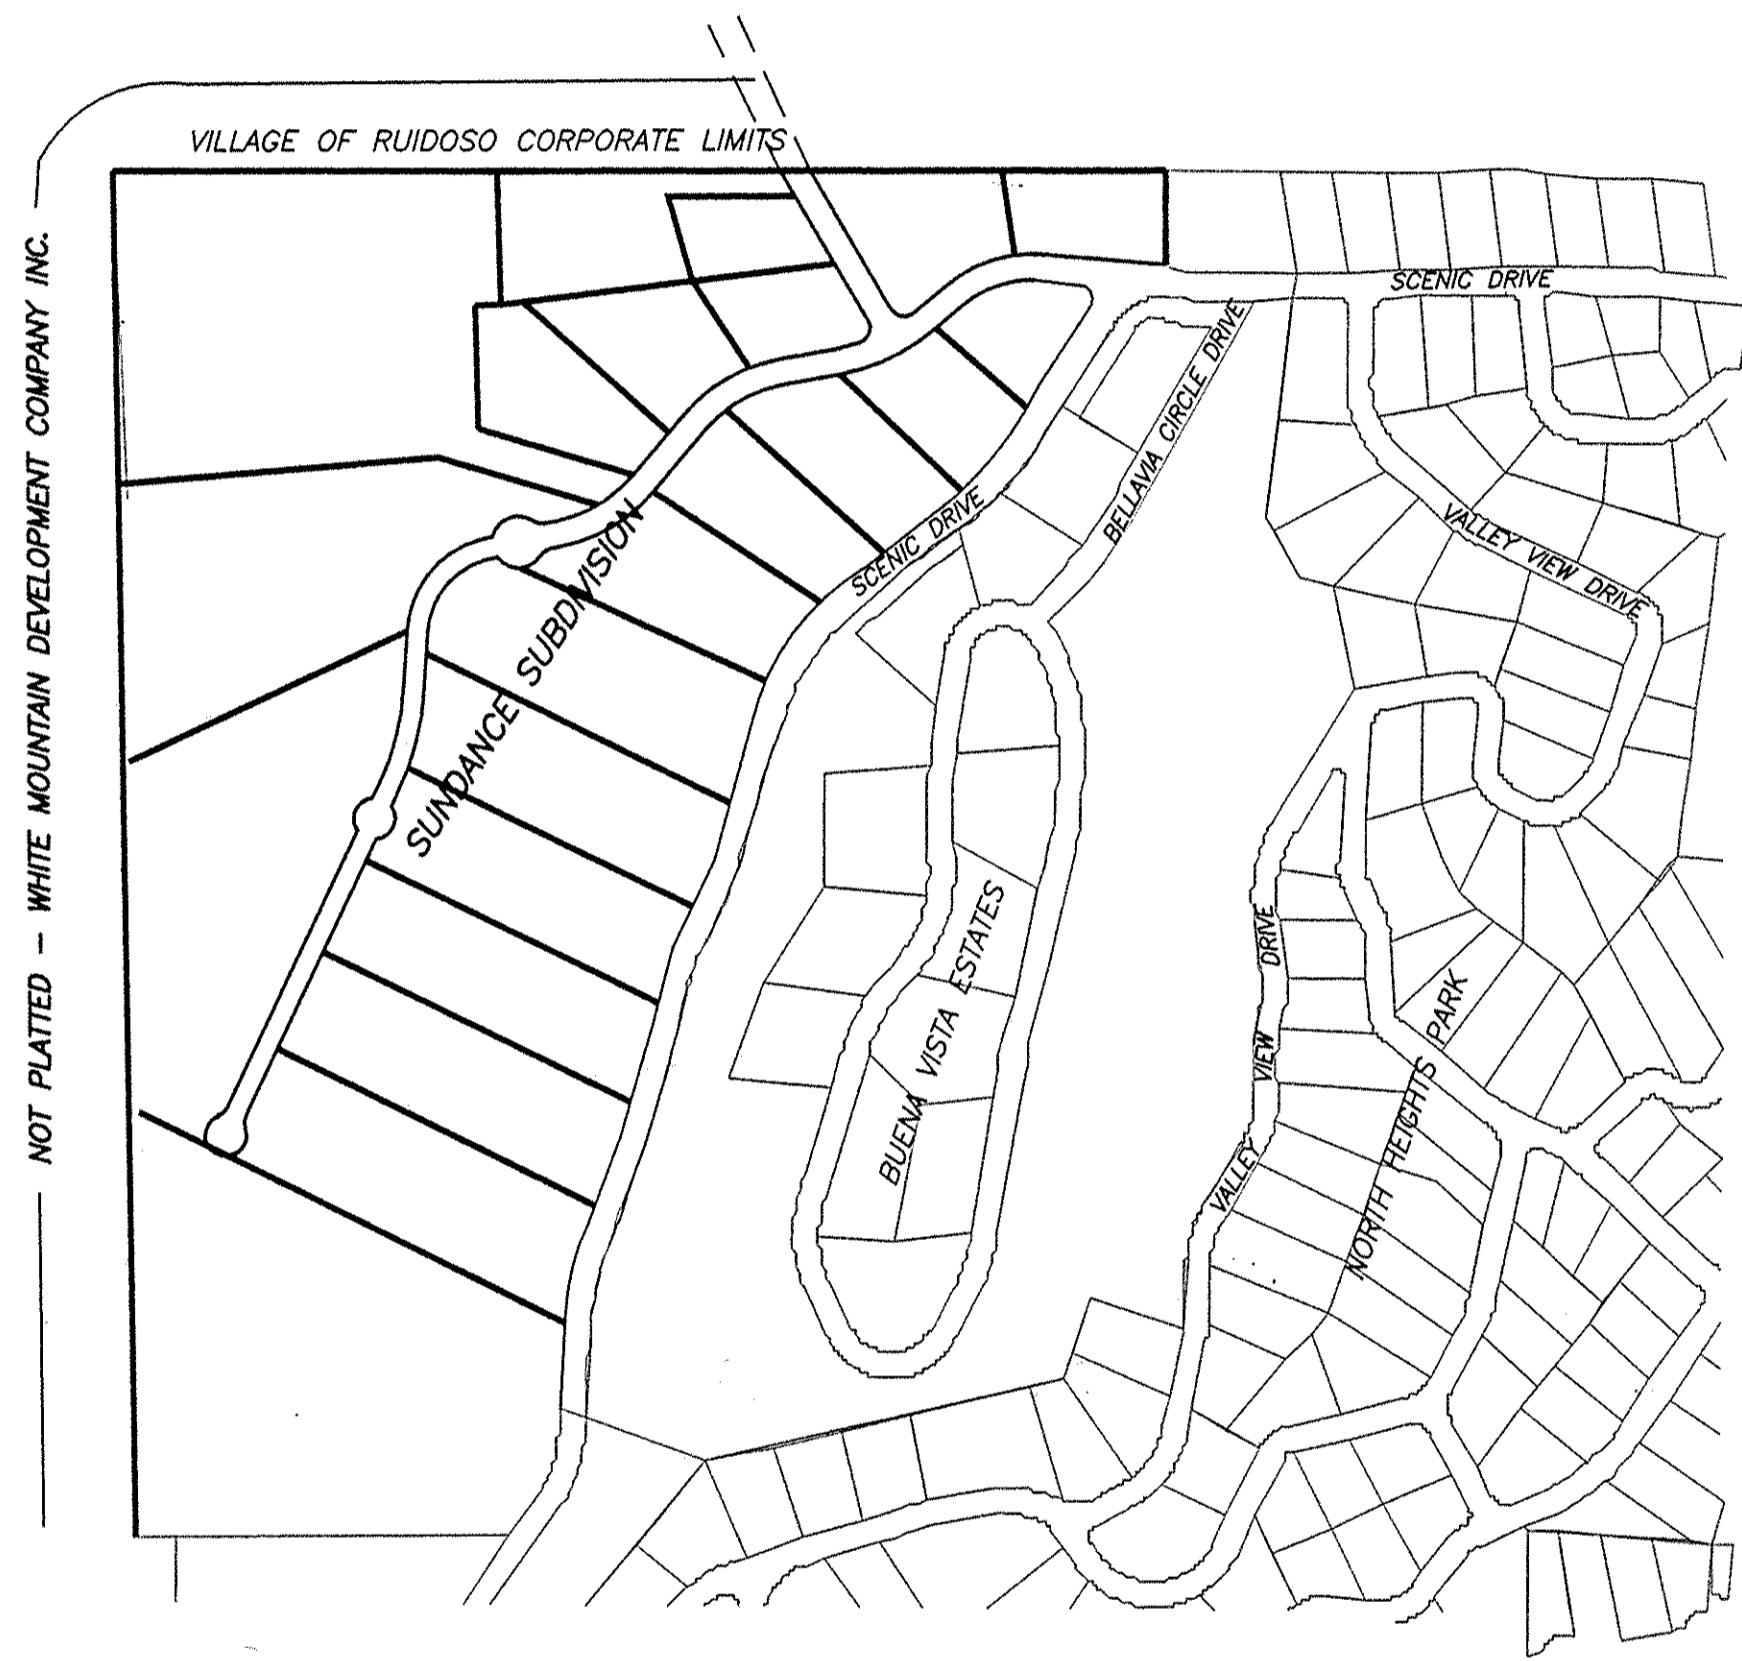 VILLAGE OF RUIDOSO CORPORATE LIMITS
NOT PLATTED – WHITE MOUNTAIN DEVELOPMENT COMPANY INC.
SCENIC DRIVE
BELLAVIA CIRCLE DRIVE
SCENIC DRIVE
VALLEY VIEW DRIVE
SUNDANCE SUBDIVISION
BUENA VISTA ESTATES
VALLEY VIEW DRIVE
NORTH HEIGHTS PARK